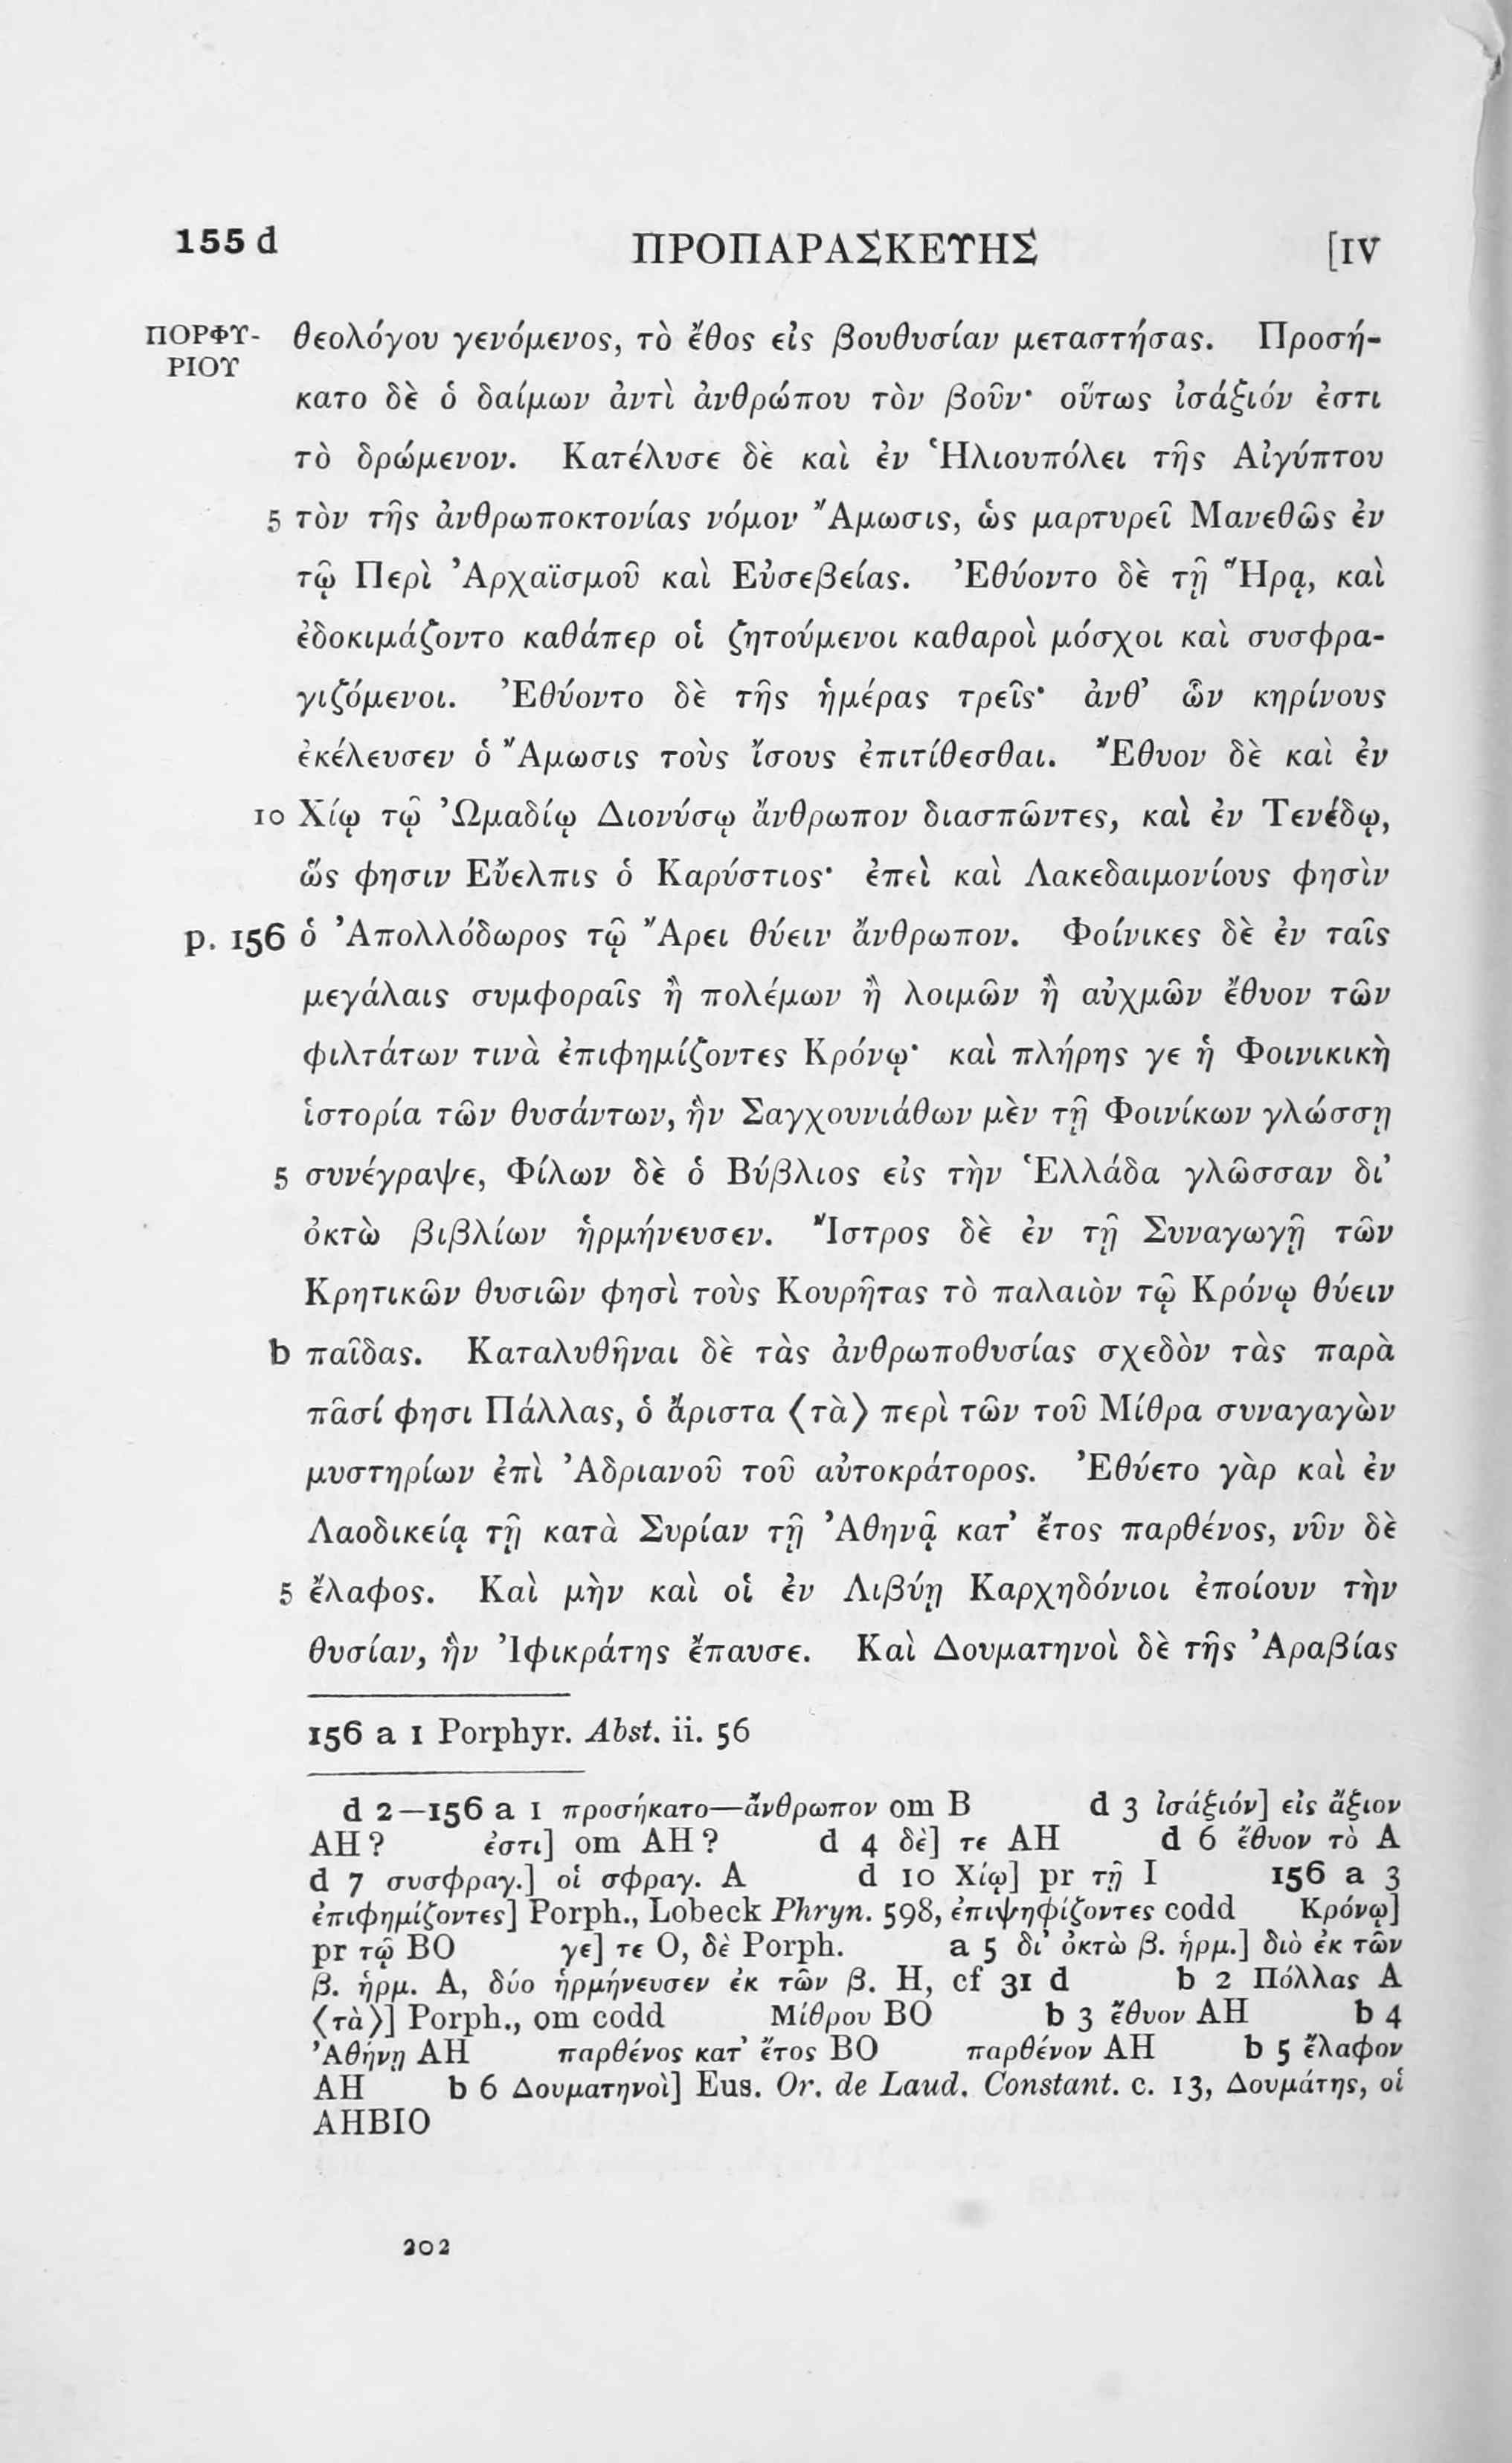 155 d ΠΡΟΠΑΡΑΣΚΕΥΗΣ [IV
ΠΟΡΦΥ- θεολόγου γενόμενος, τὸ ἔθος εἰς βουθυσίαν μεταστήσας. Προσή-
ΡΙΟΥ
κατο δὲ ὁ δαίμων ἀντὶ ἀνθρώπου τὸν βοῦν· οὕτως ἰσάξιόν ἐστι
τὸ δρώμενον. Κατέλυσε δὲ καὶ ἐν Ἡλιουπόλει τῆς Αἰγύπτου
5 τὸν τῆς ἀνθρωποκτονίας νόμον Ἄμωσις, ὡς μαρτυρεῖ Μανεθῶς ἐν
τῷ Περὶ Ἀρχαϊσμοῦ καὶ Εὐσεβείας. Ἐθύοντο δὲ τῇ Ἥρᾳ, καὶ
ἐδοκιμάζοντο καθάπερ οἱ ζητούμενοι καθαροὶ μόσχοι καὶ συσφρα-
γιζόμενοι. Ἐθύοντο δὲ τῆς ἡμέρας τρεῖς· ἀνθ’ ὧν κηρίνους
ἐκέλευσεν ὁ Ἄμωσις τοὺς ἴσους ἐπιτίθεσθαι. Ἔθυον δὲ καὶ ἐν
10 Χίῳ τῷ Ὠμαδίῳ Διονύσῳ ἄνθρωπον διασπῶντες, καὶ ἐν Τενέδῳ,
ὥς φησιν Εὔελπις ὁ Καρύστιος· ἐπεὶ καὶ Λακεδαιμονίους φησὶν
p. 156 ὁ Ἀπολλόδωρος τῷ Ἄρει θύειν ἄνθρωπον. Φοίνικες δὲ ἐν ταῖς
μεγάλαις συμφοραῖς ἢ πολέμων ἢ λοιμῶν ἢ αὐχμῶν ἔθυον τῶν
φιλτάτων τινὰ ἐπιφημίζοντες Κρόνῳ· καὶ πλήρης γε ἡ Φοινικικὴ
ἱστορία τῶν θυσάντων, ἣν Σαγχουνιάθων μὲν τῇ Φοινίκων γλώσσῃ
5 συνέγραψε, Φίλων δὲ ὁ Βύβλιος εἰς τὴν Ἑλλάδα γλῶσσαν δι’
ὀκτὼ βιβλίων ἡρμήνευσεν. Ἴστρος δὲ ἐν τῇ Συναγωγῇ τῶν
Κρητικῶν θυσιῶν φησὶ τοὺς Κουρῆτας τὸ παλαιὸν τῷ Κρόνῳ θύειν
b παῖδας. Καταλυθῆναι δὲ τὰς ἀνθρωποθυσίας σχεδὸν τὰς παρὰ
πᾶσί φησι Πάλλας, ὁ ἄριστα ⟨τὰ⟩ περὶ τῶν τοῦ Μίθρα συναγαγὼν
μυστηρίων ἐπὶ Ἀδριανοῦ τοῦ αὐτοκράτορος. Ἐθύετο γὰρ καὶ ἐν
Λαοδικείᾳ τῇ κατὰ Συρίαν τῇ Ἀθηνᾷ κατ’ ἔτος παρθένος, νῦν δὲ
5 ἔλαφος. Καὶ μὴν καὶ οἱ ἐν Λιβύῃ Καρχηδόνιοι ἐποίουν τὴν
θυσίαν, ἣν Ἰφικράτης ἔπαυσε. Καὶ Δουματηνοὶ δὲ τῆς Ἀραβίας
156 a 1 Porphyr. Abst. ii. 56
d 2—156 a 1 προσήκατο—ἄνθρωπον om B d 3 ἰσάξιόν] εἰς ἄξιον
AH? ἐστι] om AH? d 4 δὲ] τε AH d 6 ἔθυον τὸ A
d 7 συσφραγ.] οἱ σφραγ. A d 10 Χίῳ] pr τῇ I 156 a 3
ἐπιφημίζοντες] Porph., Lobeck Phryn. 598, ἐπιψηφίζοντες codd Κρόνῳ]
pr τῷ BO γε] τε O, δὲ Porph. a 5 δι’ ὀκτὼ β. ἡρμ.] διὸ ἐκ τῶν
β. ἡρμ. A, δύο ἡρμήνευσεν ἐκ τῶν β. H, cf 31 d b 2 Πόλλας A
⟨τὰ⟩] Porph., om codd Μίθρου BO b 3 ἔθυον AH b 4
Ἀθήνῃ AH παρθένος κατ’ ἔτος BO παρθένον AH b 5 ἔλαφον
AH b 6 Δουματηνοὶ] Eus. Or. de Laud. Constant. c. 13, Δουμάτης, οἱ
AHBIO
202